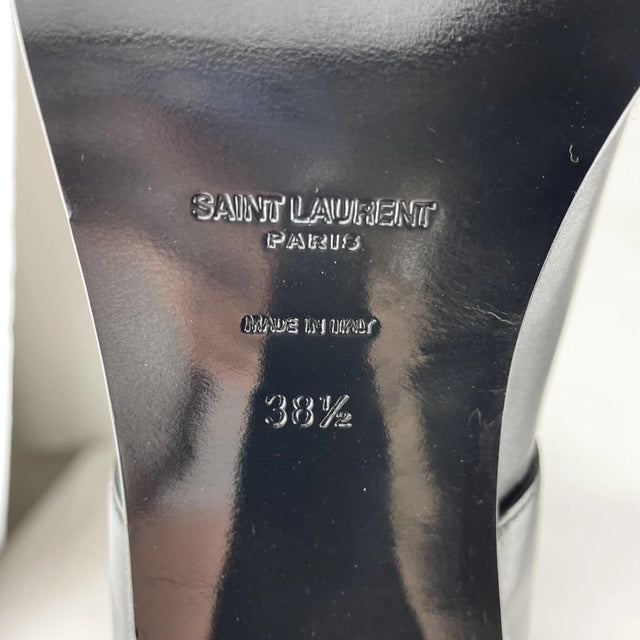 SAINT LAURENT
PARIS
MADE IN ITALY
38½